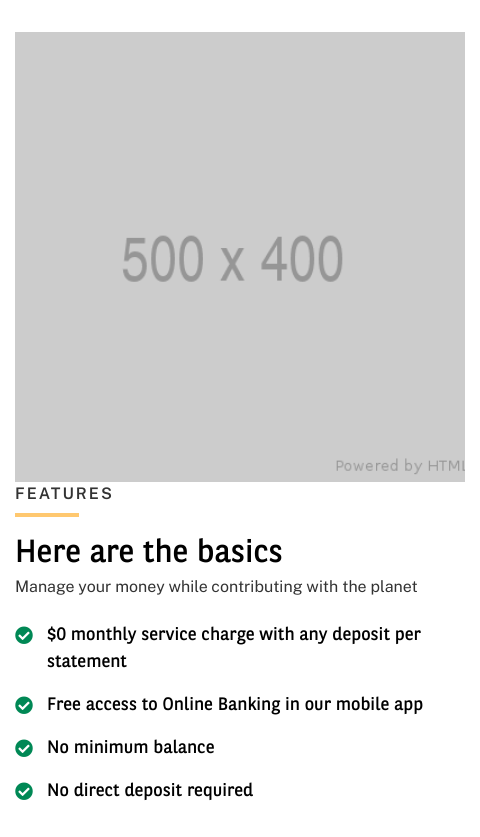 500 x 400
Powered by HTML
FEATURES
Here are the basics
Manage your money while contributing with the planet
$0 monthly service charge with any deposit per
statement
Free access to Online Banking in our mobile app
No minimum balance
No direct deposit required